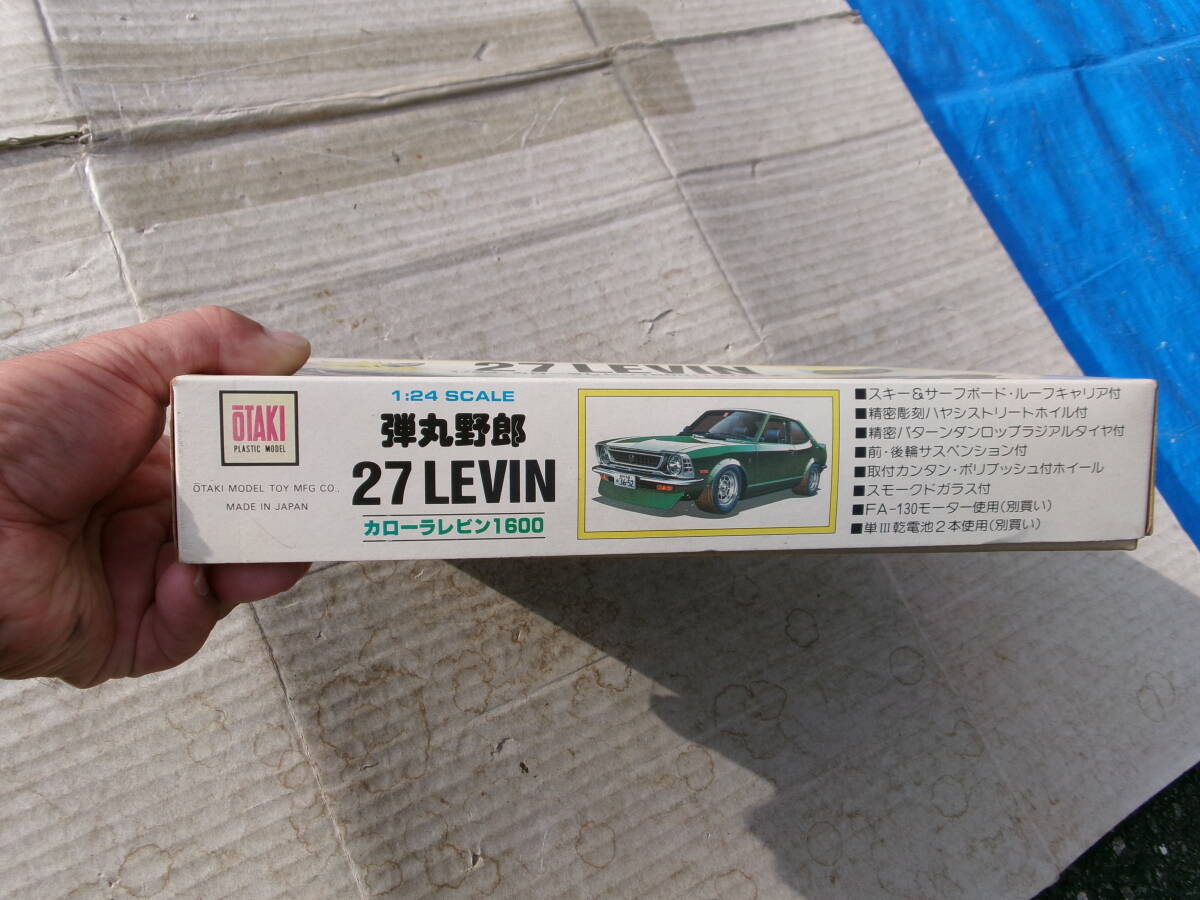 27 LEVIN
ŌTAKI
PLASTIC MODEL
ŌTAKI MODEL TOY MFG CO.,
MADE IN JAPAN
1:24 SCALE
弾丸野郎
27 LEVIN
カローラレビン1600
■スキー&サーフボード・ルーフキャリア付
■精密彫刻ハヤシストリートホイル付
■精密パターンダンロップラジアルタイヤ付
■前・後輪サスペンション付
■取付カンタン・ポリプッシュ付ホイール
■スモークドガラス付
■FA-130モーター使用(別買い)
■単III乾電池2本使用(別買い)